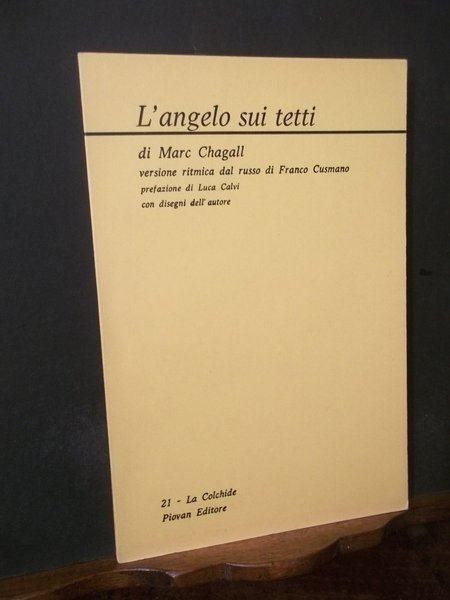 L'angelo sui tetti
di Marc Chagall
versione ritmica dal russo di Franco Cusmano
prefazione di Luca Calvi
con disegni dell'autore
21 - La Colchide
Piovan Editore